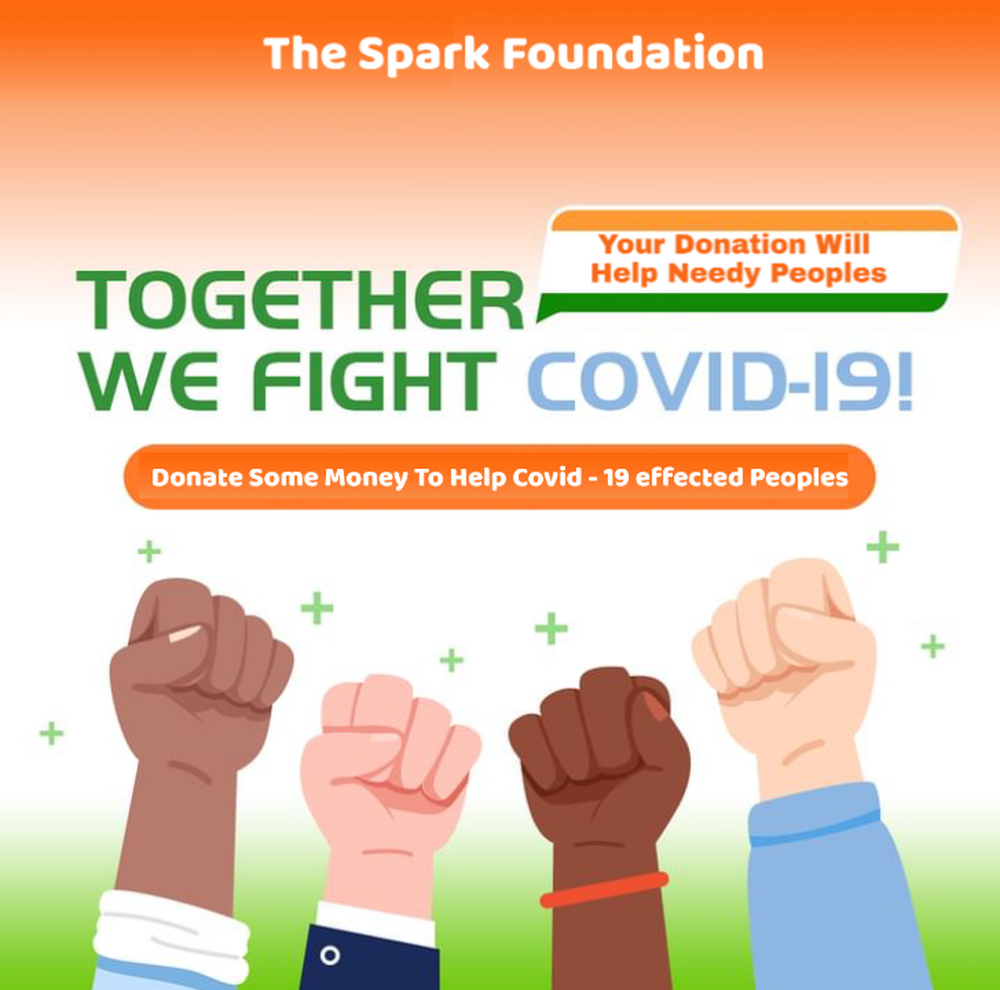 The Spark Foundation
Your Donation Will
Help Needy Peoples
TOGETHER
WE FIGHT COVID-19!
Donate Some Money To Help Covid - 19 effected Peoples